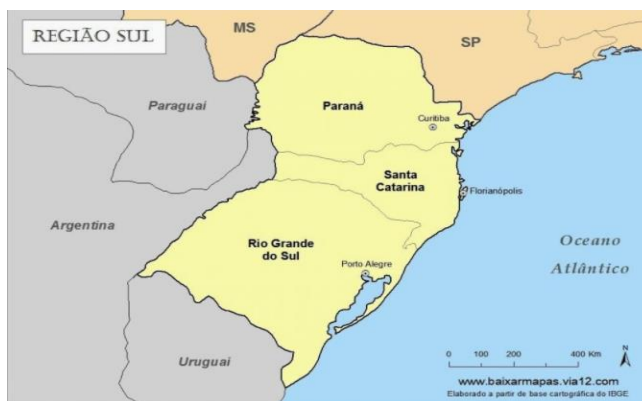 REGIÃO SUL
MS
SP
Paraguai
Paraná
Curitiba
Santa
Catarina
Florianópolis
Argentina
Rio Grande
do Sul
Porto Alegre
Oceano
Atlântico
Uruguai
N
0 100 200 400 Km
www.baixarmapas.via12.com
Elaborado a partir de base cartográfica do IBGE